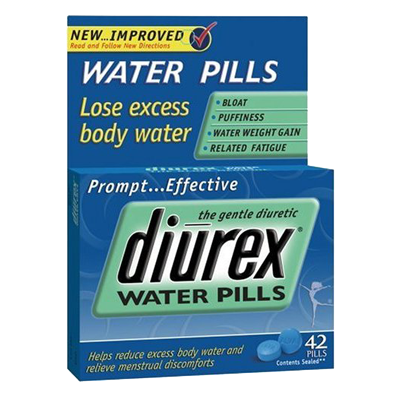 NEW...IMPROVED
Read and Follow New Directions
WATER PILLS
Lose excess
body water
• BLOAT
• PUFFINESS
• WATER WEIGHT GAIN
• RELATED FATIGUE
Prompt...Effective
the gentle diuretic
diūrex®
WATER PILLS
Helps reduce excess body water and
relieve menstrual discomforts
42
PILLS
Contents Sealed**